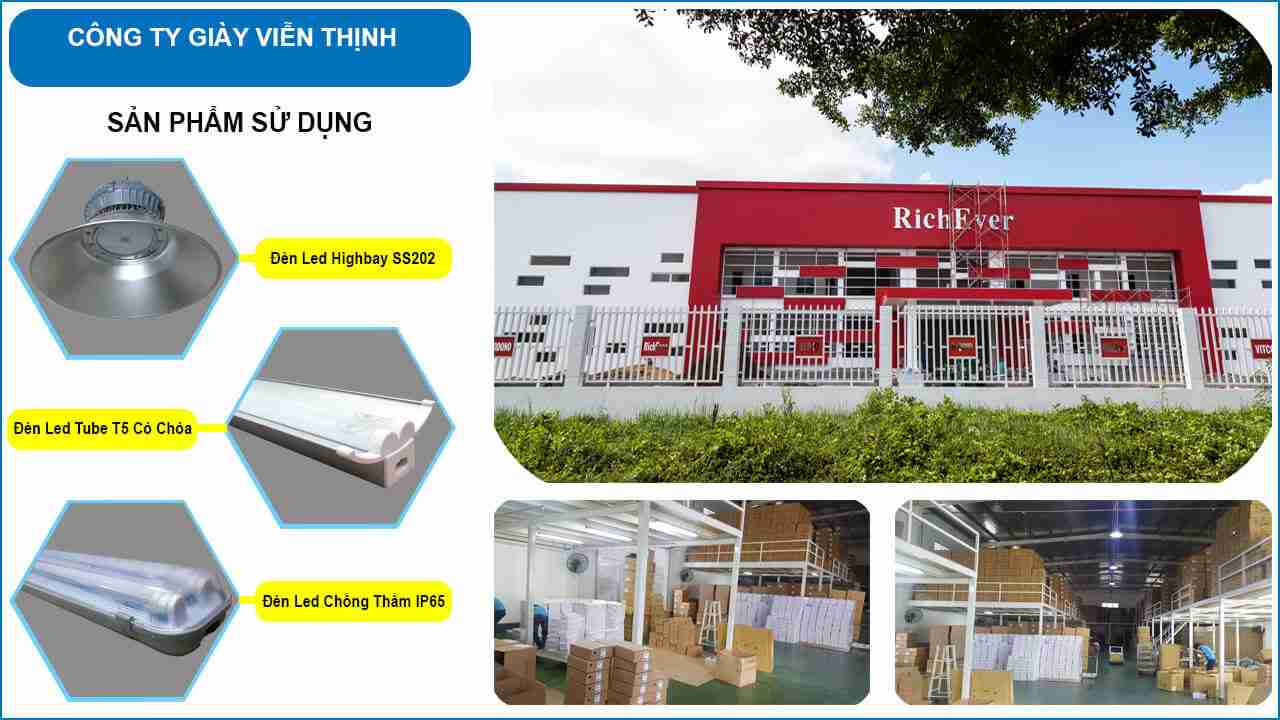 CÔNG TY GIÀY VIỄN THỊNH
SẢN PHẨM SỬ DỤNG
Đèn Led Highbay SS202
Đèn Led Tube T5 Có Chóa
Đèn Led Chống Thấm IP65
RichEver